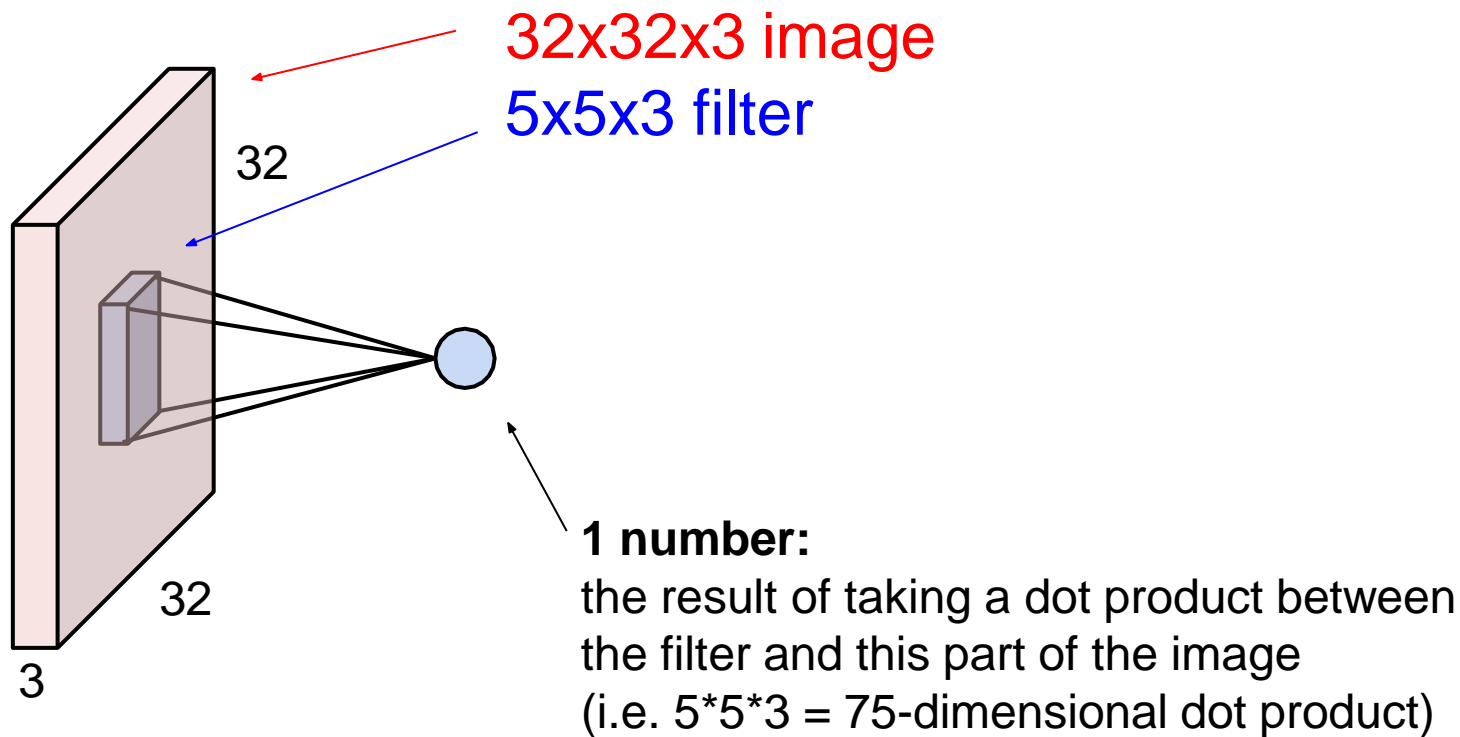 32x32x3 image
5x5x3 filter
32
32
3
1 number:
the result of taking a dot product between
the filter and this part of the image
(i.e. 5*5*3 = 75-dimensional dot product)